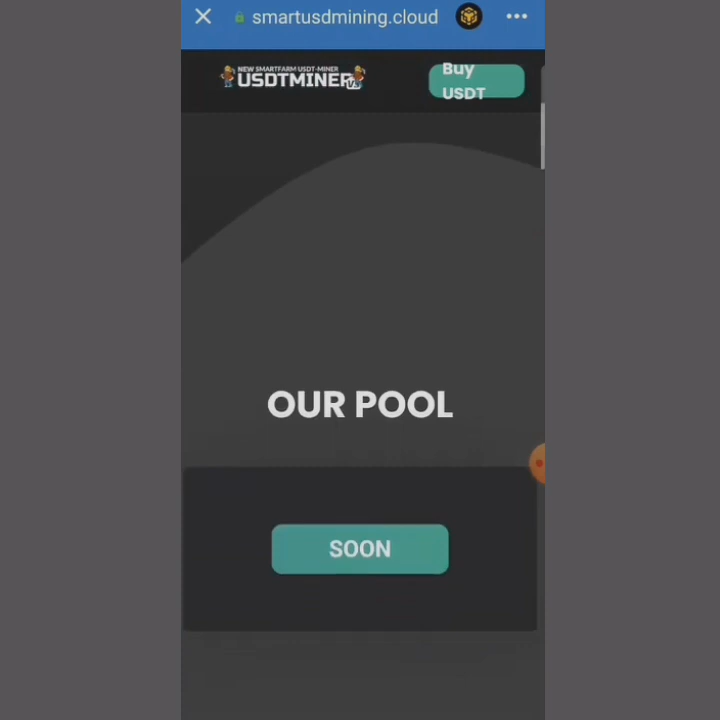 smartusdmining.cloud
NEW SMARTFARM USDT-MINER
USDTMINER
Buy
USDT
OUR POOL
SOON